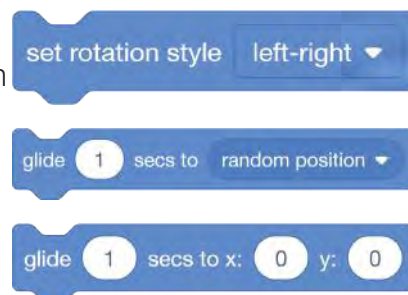 set rotation style left-right
glide 1 secs to random position
glide 1 secs to x: 0 y: 0